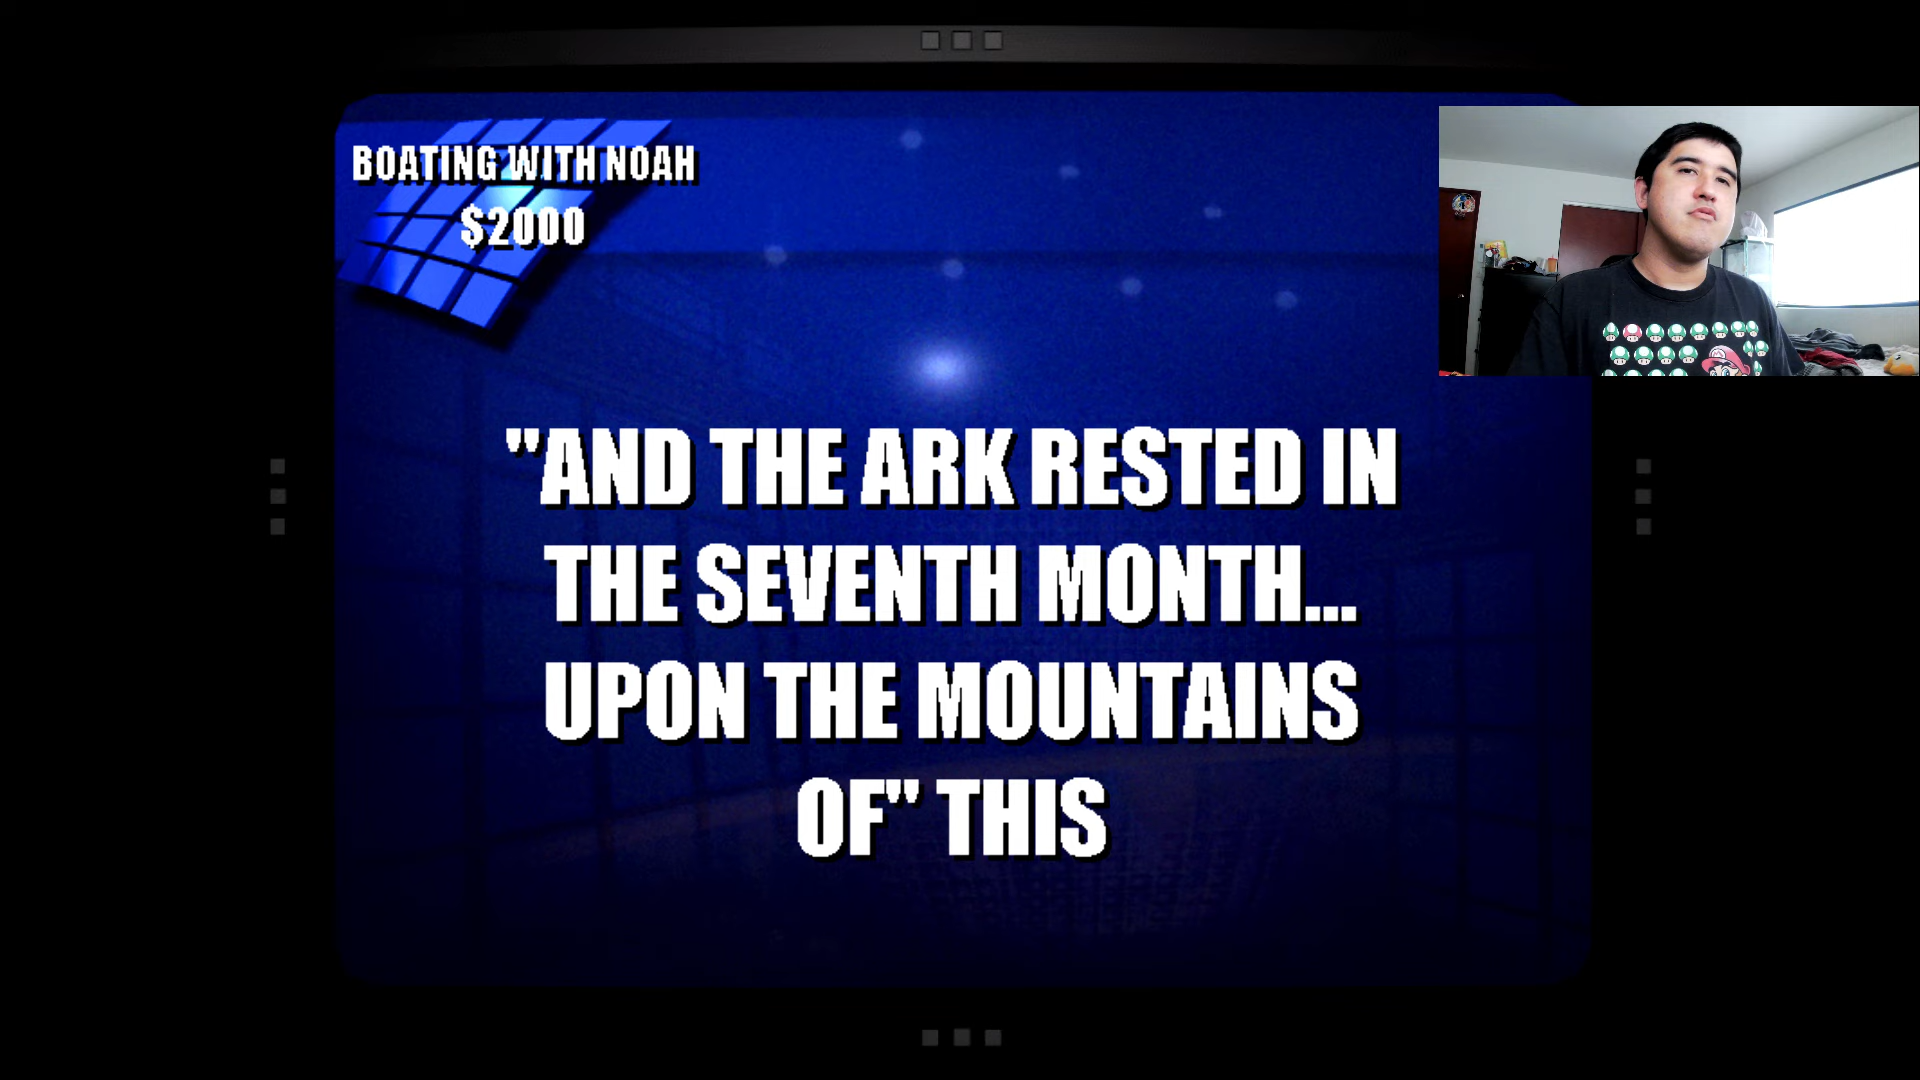 BOATING WITH NOAH
$2000
"AND THE ARK RESTED IN
THE SEVENTH MONTH...
UPON THE MOUNTAINS
OF" THIS